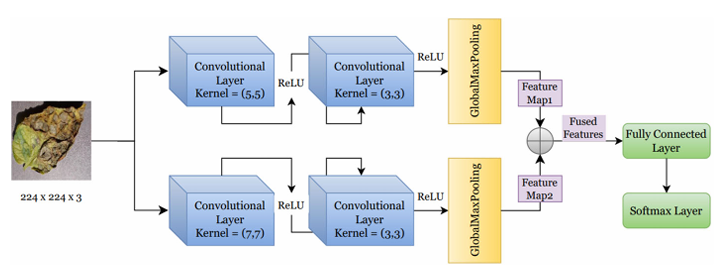 Convolutional
Layer
Kernel = (5,5)
ReLU
Convolutional
Layer
Kernel = (3,3)
ReLU
GlobalMaxPooling
Feature
Map1
224 x 224 x 3
Fused
Features
Fully Connected
Layer
Softmax Layer
Convolutional
Layer
Kernel = (7,7)
ReLU
Convolutional
Layer
Kernel = (3,3)
ReLU
GlobalMaxPooling
Feature
Map2